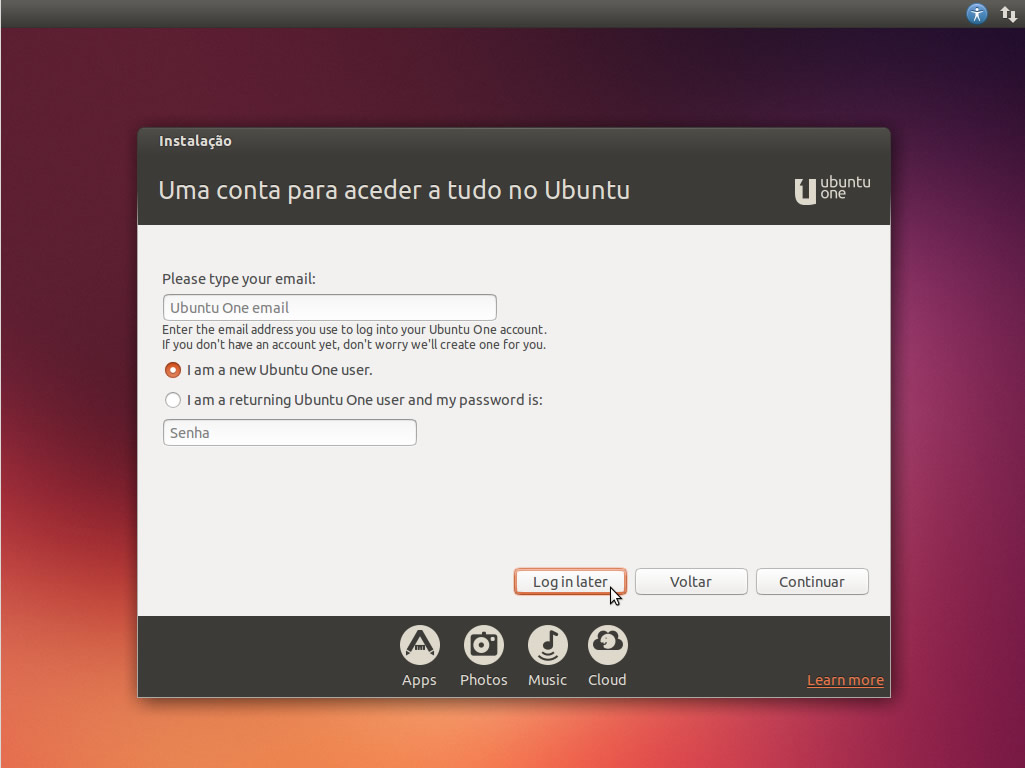 Instalação
Uma conta para aceder a tudo no Ubuntu
ubuntu
one
Please type your email:
Ubuntu One email
Enter the email address you use to log into your Ubuntu One account.
If you don't have an account yet, don't worry we'll create one for you.
I am a new Ubuntu One user.
I am a returning Ubuntu One user and my password is:
Senha
Log in later
Voltar
Continuar
Apps
Photos
Music
Cloud
Learn more